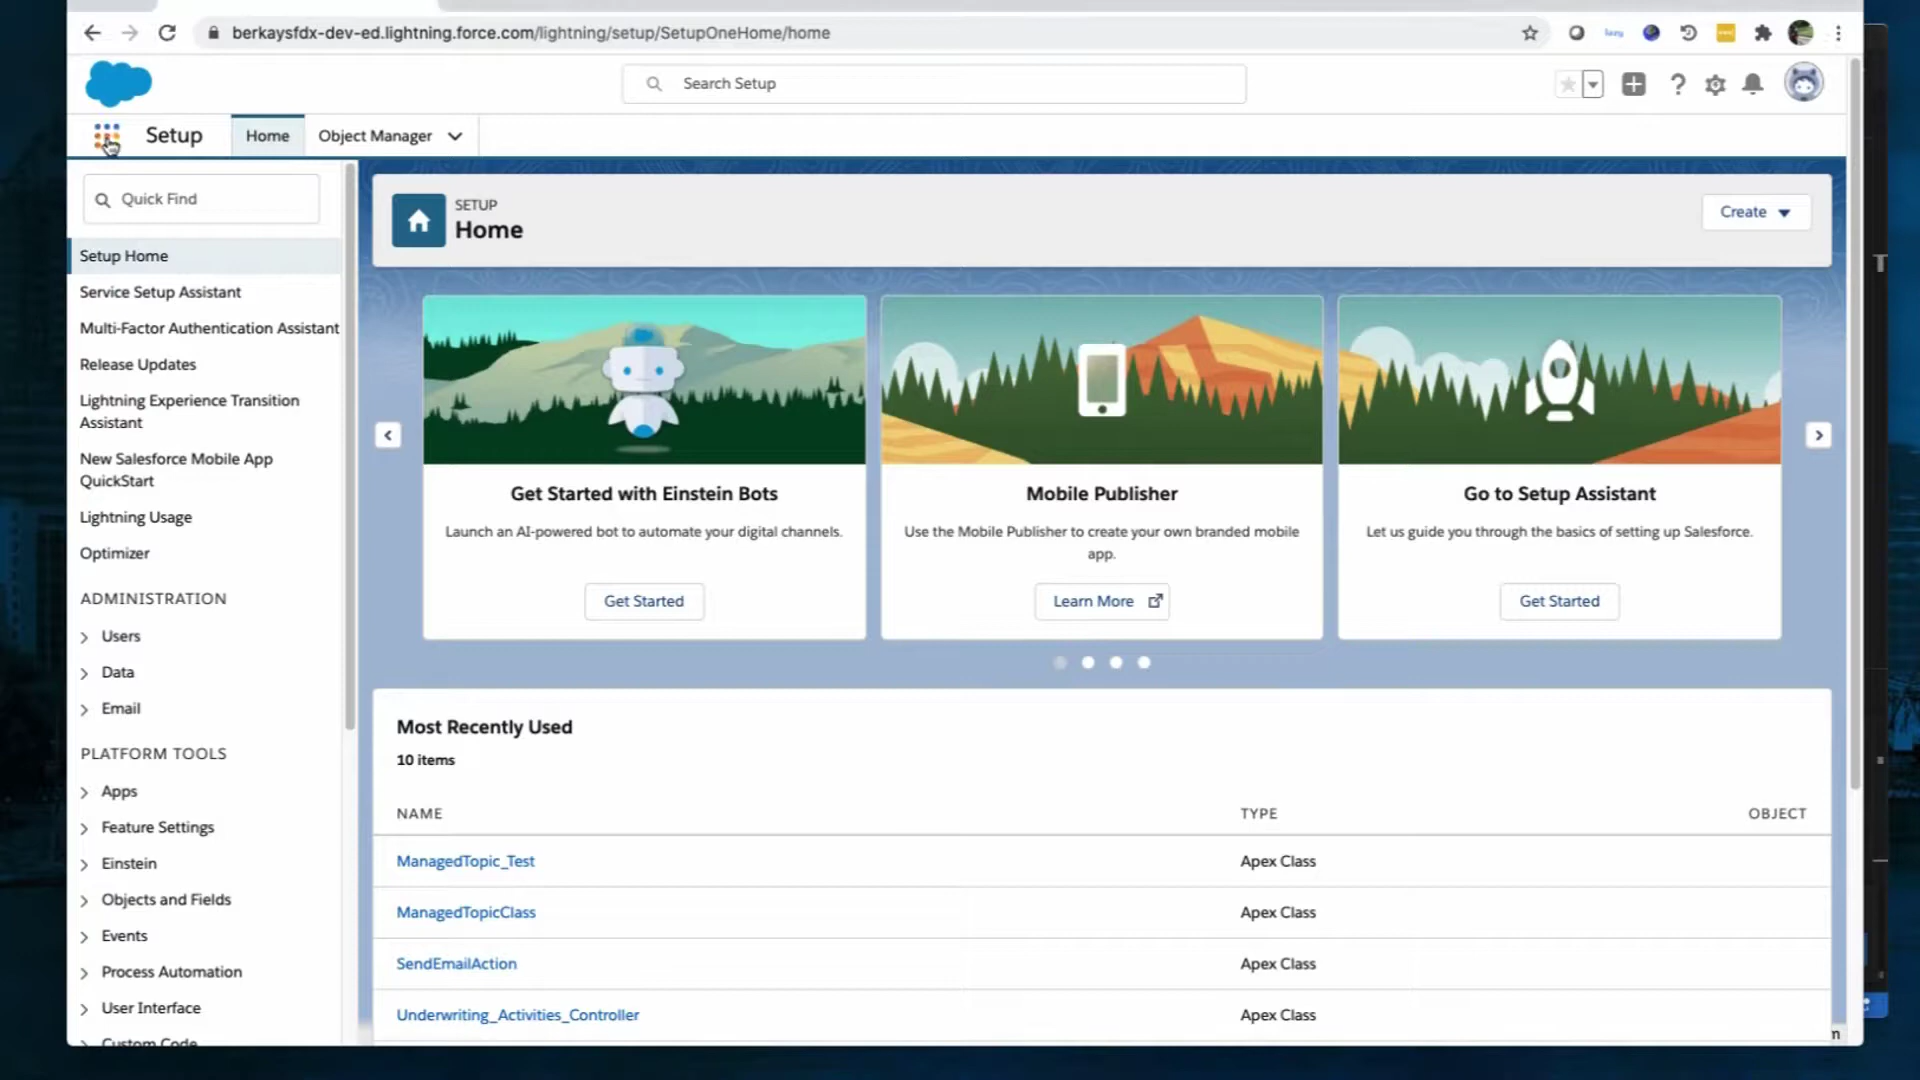 berkaysfdx-dev-ed.lightning.force.com/lightning/setup/SetupOneHome/home
Search Setup
Setup
Home
Object Manager
Quick Find
Setup Home
Service Setup Assistant
Multi-Factor Authentication Assistant
Release Updates
Lightning Experience Transition
Assistant
New Salesforce Mobile App
QuickStart
Lightning Usage
Optimizer
ADMINISTRATION
Users
Data
Email
PLATFORM TOOLS
Apps
Feature Settings
Einstein
Objects and Fields
Events
Process Automation
User Interface
Custom Code
SETUP
Home
Create
Get Started with Einstein Bots
Launch an AI-powered bot to automate your digital channels.
Get Started
Mobile Publisher
Use the Mobile Publisher to create your own branded mobile
app.
Learn More
Go to Setup Assistant
Let us guide you through the basics of setting up Salesforce.
Get Started
Most Recently Used
10 items
NAME TYPE OBJECT
ManagedTopic_Test Apex Class
ManagedTopicClass Apex Class
SendEmailAction Apex Class
Underwriting_Activities_Controller Apex Class